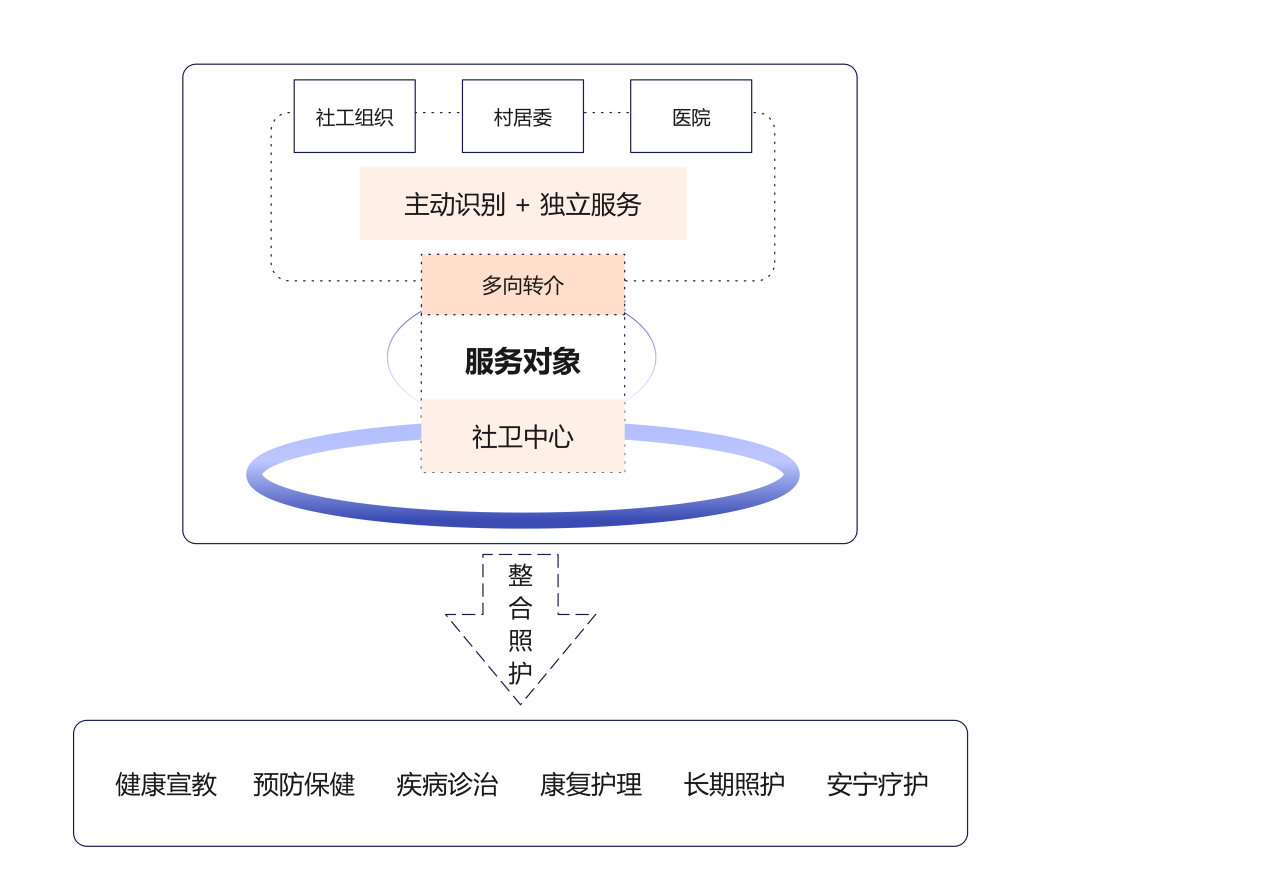 社工组织 村居委 医院
主动识别 + 独立服务
多向转介
服务对象
社卫中心
整
合
照
护
健康宣教 预防保健 疾病诊治 康复护理 长期照护 安宁疗护